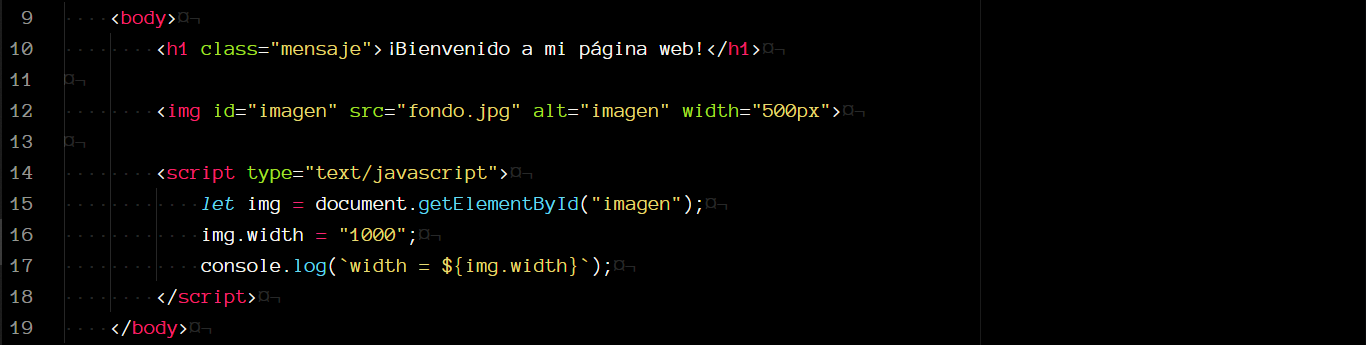 9 <body>
10 <h1 class="mensaje">¡Bienvenido a mi página web!</h1>
11
12 <img id="imagen" src="fondo.jpg" alt="imagen" width="500px">
13
14 <script type="text/javascript">
15 let img = document.getElementById("imagen");
16 img.width = "1000";
17 console.log(`width = ${img.width}`);
18 </script>
19 </body>